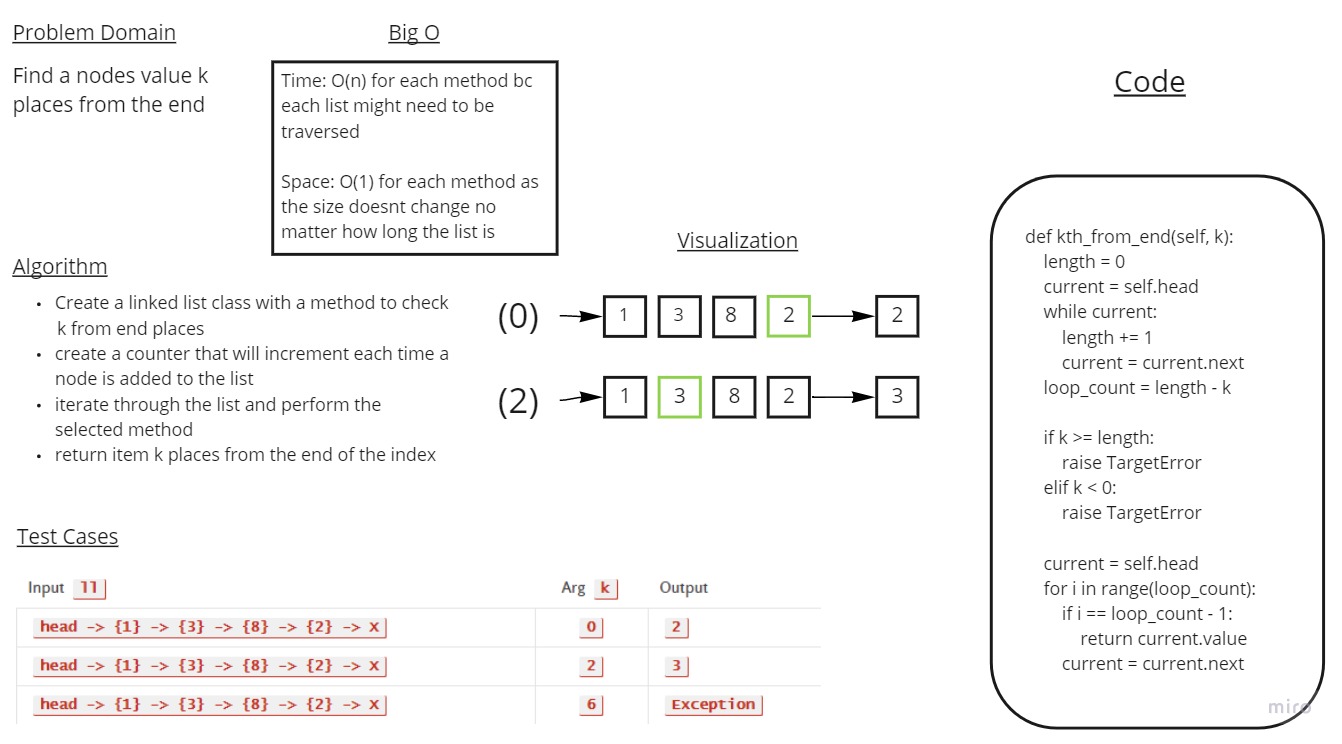 Problem Domain
Find a nodes value k
places from the end
Big O
Time: O(n) for each method bc
each list might need to be
traversed
Space: O(1) for each method as
the size doesnt change no
matter how long the list is
Algorithm
• Create a linked list class with a method to check
k from end places
• create a counter that will increment each time a
node is added to the list
• iterate through the list and perform the
selected method
• return item k places from the end of the index
Visualization
(0) 1 3 8 2 2
(2) 1 3 8 2 3
Test Cases
Input ll Arg k Output
head -> {1} -> {3} -> {8} -> {2} -> X 0 2
head -> {1} -> {3} -> {8} -> {2} -> X 2 3
head -> {1} -> {3} -> {8} -> {2} -> X 6 Exception
Code
def kth_from_end(self, k):
length = 0
current = self.head
while current:
length += 1
current = current.next
loop_count = length - k
if k >= length:
raise TargetError
elif k < 0:
raise TargetError
current = self.head
for i in range(loop_count):
if i == loop_count - 1:
return current.value
current = current.next
miro